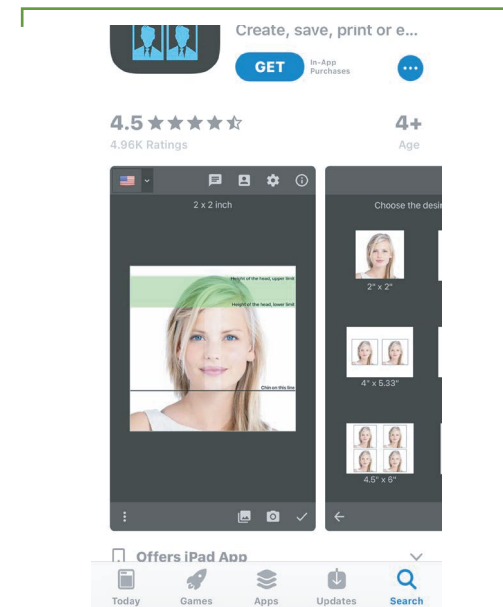 Create, save, print or e...
GET
In-App
Purchases
4.5
4+
4.96K Ratings
Age
2 x 2 inch
Height of the head, upper limit
Height of the head, lower limit
Chin on this line
Choose the desi
2" x 2"
4" x 5.33"
4.5" x 6"
Offers iPad App
Today
Games
Apps
Updates
Search